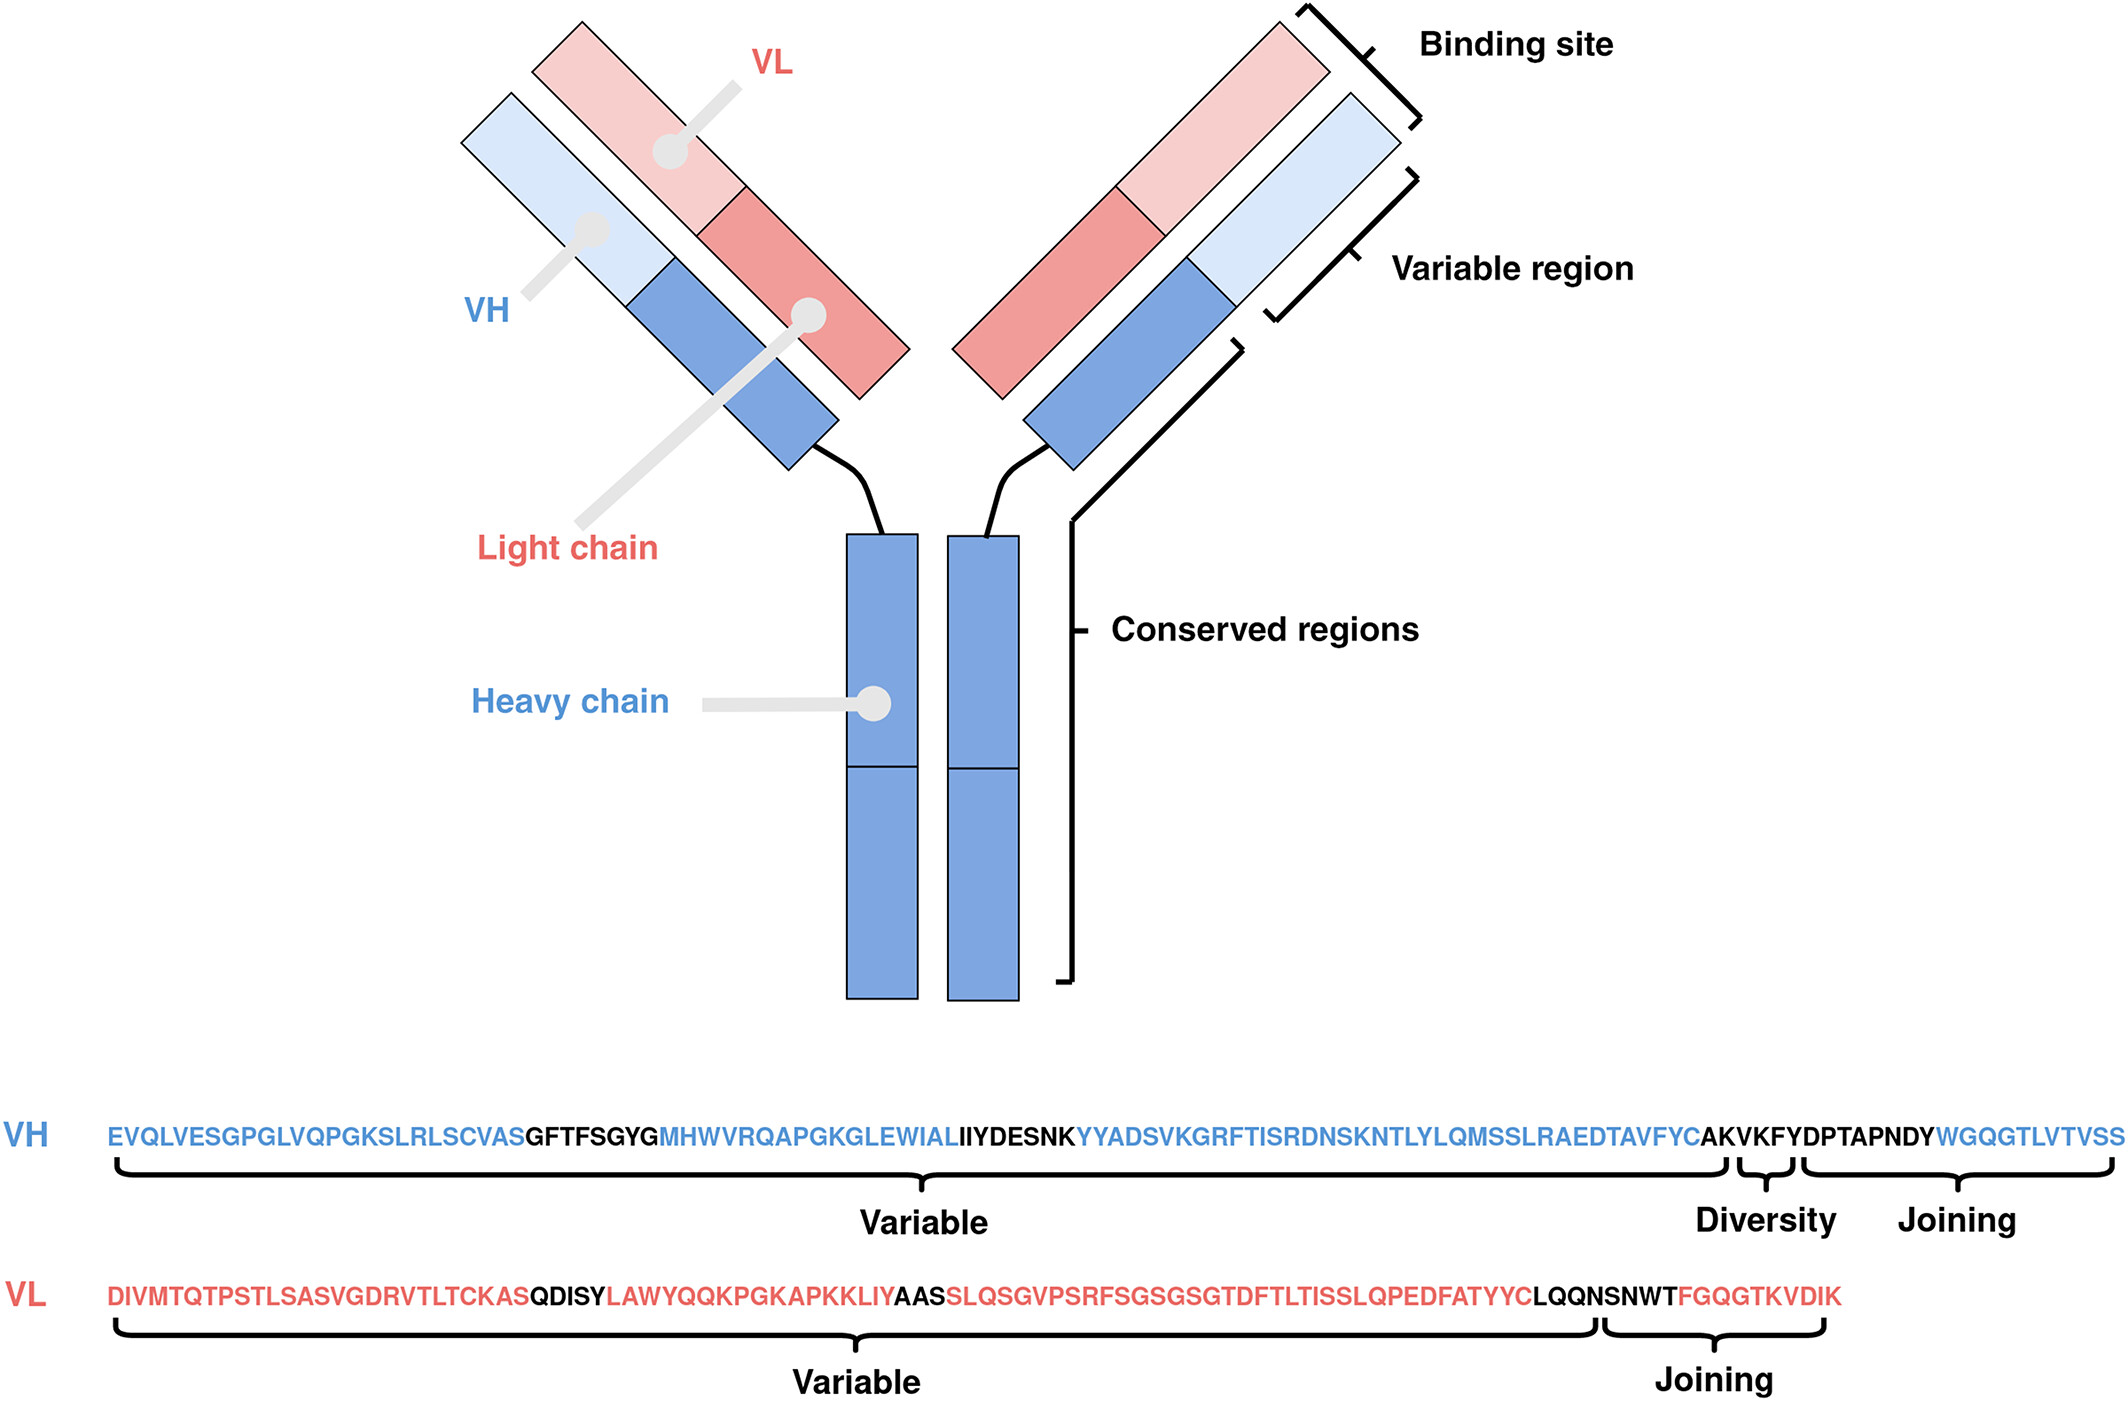 VL
Binding site
VH
Variable region
Light chain
Conserved regions
Heavy chain
VH EVQLVESGPGLVQPGKSLRLSCVASGFTFSGYGMHWVRQAPGKGLEWIALIIYDESNKYYADSVKGRFTISRDNSKNTLYLQMSSLRAEDTAVFYCAKVKFYDPTAPNDYWGQGTLVTVSS
Variable Diversity Joining
VL DIVMTQTPSTLSASVGDRVTLTCKASQDISYLAWYQQKPGKAPKKLIYAASSLQSGVPSRFSGSGSGTDFTLTISSLQPEDFATYYCLQQNSNWTFGQGTKVDIK
Variable Joining